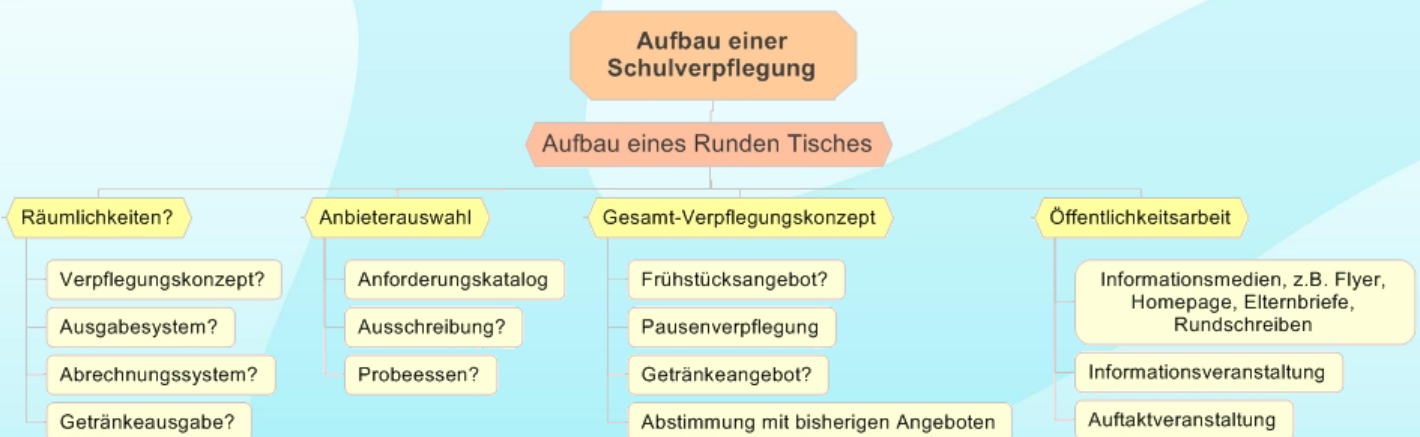 Aufbau einer
Schulverpflegung
Aufbau eines Runden Tisches
Räumlichkeiten?
Verpflegungskonzept?
Ausgabesystem?
Abrechnungssystem?
Getränkeausgabe?
Anbieterauswahl
Anforderungskatalog
Ausschreibung?
Probeessen?
Gesamt-Verpflegungskonzept
Frühstücksangebot?
Pausenverpflegung
Getränkeangebot?
Abstimmung mit bisherigen Angeboten
Öffentlichkeitsarbeit
Informationsmedien, z.B. Flyer,
Homepage, Elternbriefe,
Rundschreiben
Informationsveranstaltung
Auftaktveranstaltung